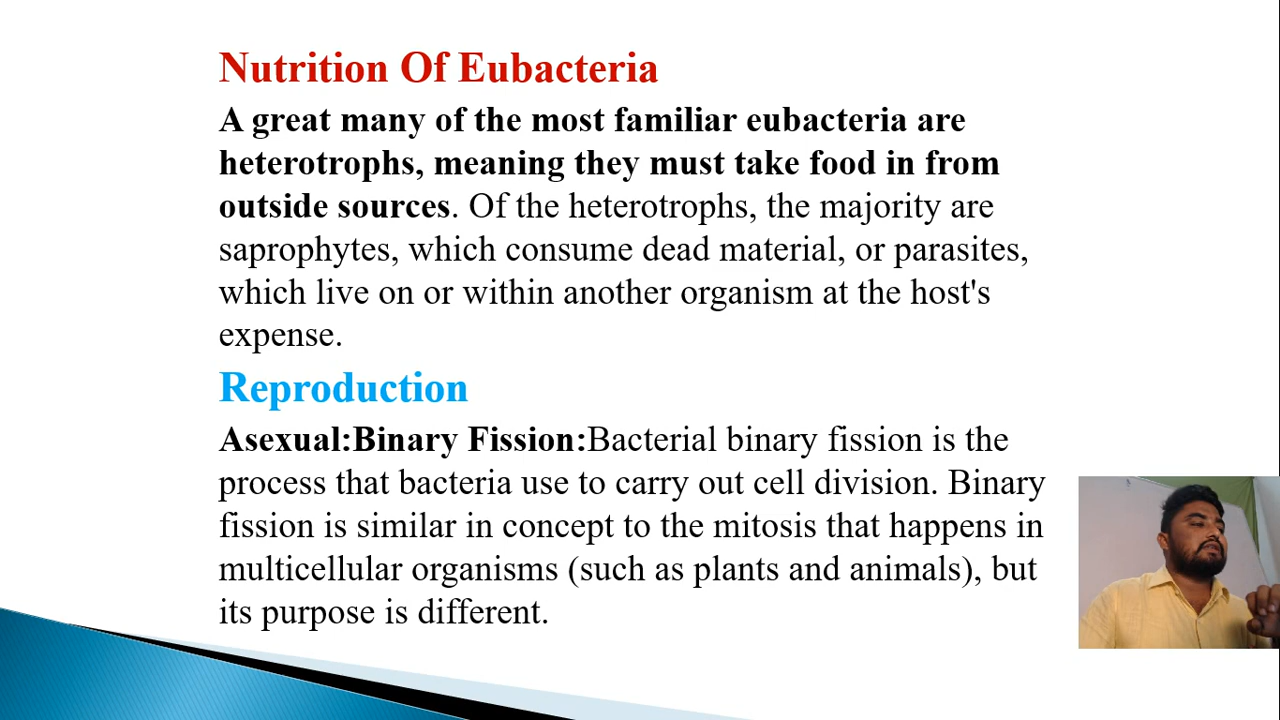 Nutrition Of Eubacteria
A great many of the most familiar eubacteria are
heterotrophs, meaning they must take food in from
outside sources. Of the heterotrophs, the majority are
saprophytes, which consume dead material, or parasites,
which live on or within another organism at the host's
expense.
Reproduction
Asexual:Binary Fission:Bacterial binary fission is the
process that bacteria use to carry out cell division. Binary
fission is similar in concept to the mitosis that happens in
multicellular organisms (such as plants and animals), but
its purpose is different.